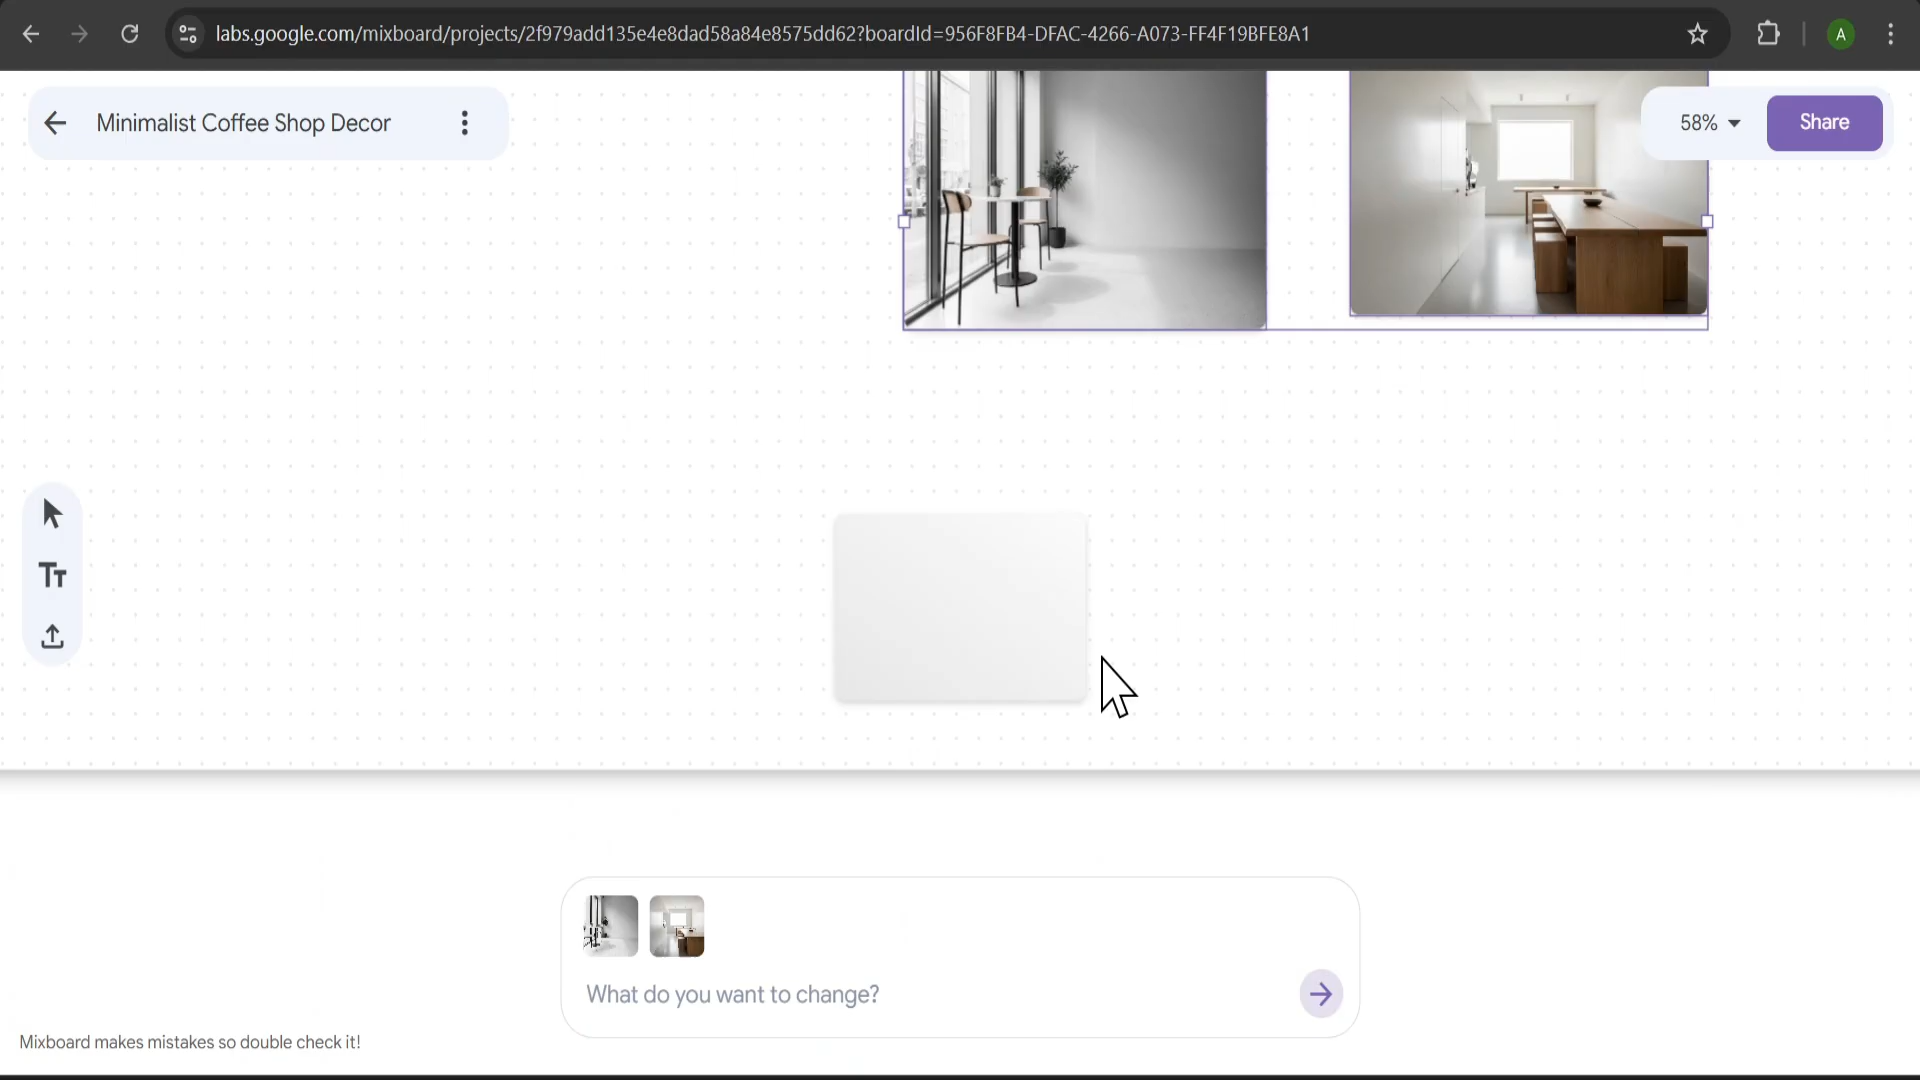 labs.google.com/mixboard/projects/2f979add135e4e8dad58a84e8575dd62?boardId=956F8FB4-DFAC-4266-A073-FF4F19BFE8A1
A
Minimalist Coffee Shop Decor
58%
Share
Tт
What do you want to change?
Mixboard makes mistakes so double check it!